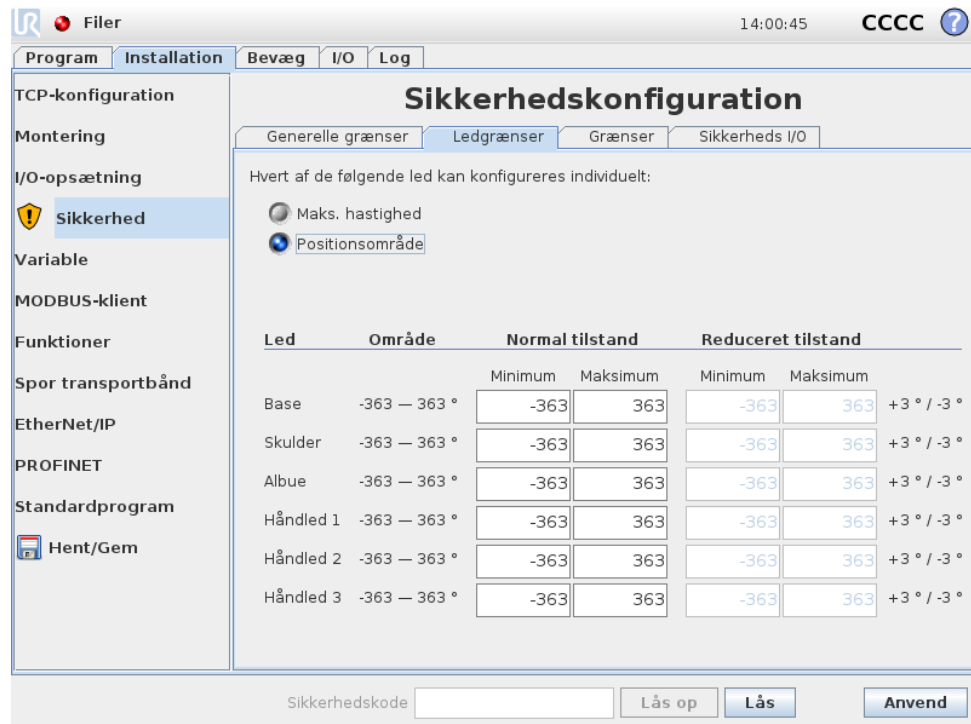 UR Filer 14:00:45 CCCC ?
Program Installation Bevæg I/O Log
TCP-konfiguration
Montering
I/O-opsætning
Sikkerhed
Variable
MODBUS-klient
Funktioner
Spor transportbånd
EtherNet/IP
PROFINET
Standardprogram
Hent/Gem
Sikkerhedskonfiguration
Generelle grænser Ledgrænser Grænser Sikkerheds I/O
Hvert af de følgende led kan konfigureres individuelt:
Maks. hastighed
Positionsområde
Led Område Normal tilstand Reduceret tilstand
Minimum Maksimum Minimum Maksimum
Base -363 — 363 ° -363 363 -363 363 +3 ° / -3 °
Skulder -363 — 363 ° -363 363 -363 363 +3 ° / -3 °
Albue -363 — 363 ° -363 363 -363 363 +3 ° / -3 °
Håndled 1 -363 — 363 ° -363 363 -363 363 +3 ° / -3 °
Håndled 2 -363 — 363 ° -363 363 -363 363 +3 ° / -3 °
Håndled 3 -363 — 363 ° -363 363 -363 363 +3 ° / -3 °
Sikkerhedskode Lås op Lås Anvend